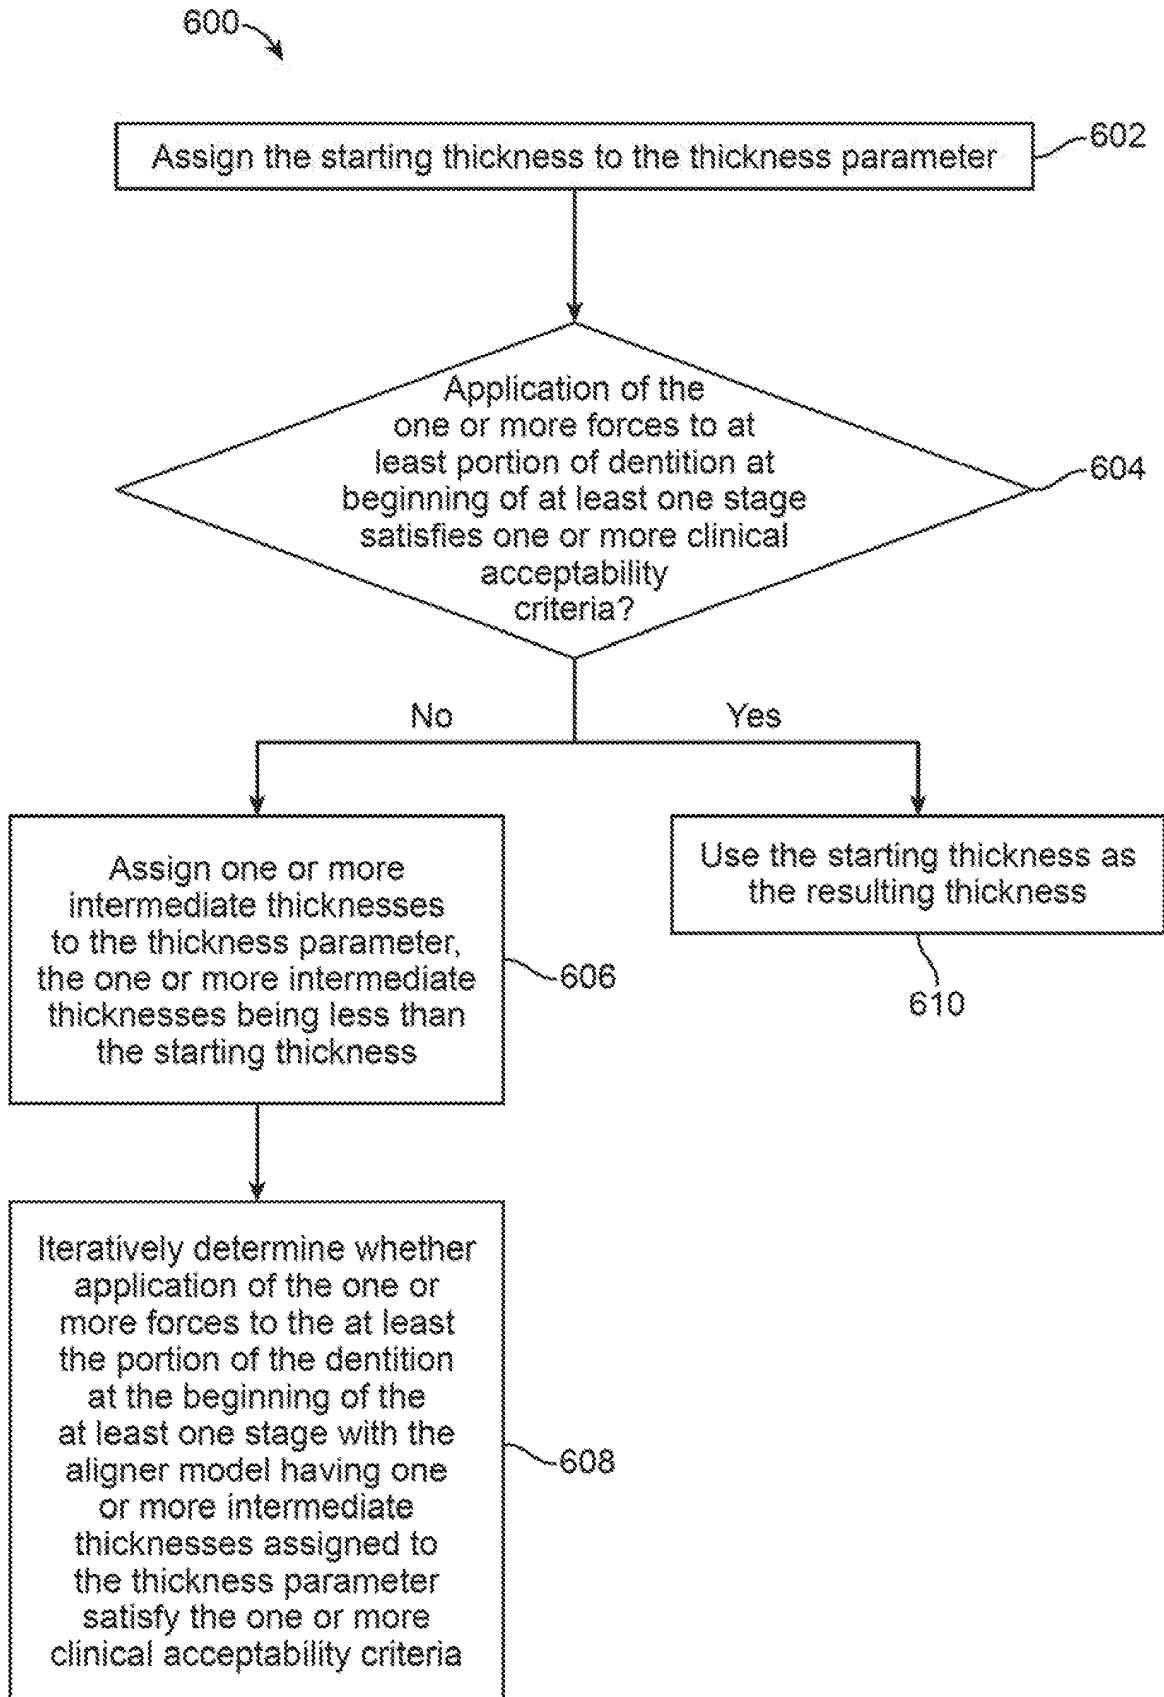 600
Assign the starting thickness to the thickness parameter
602
Application of the
one or more forces to at
least portion of dentition at
beginning of at least one stage
satisfies one or more clinical
acceptability
criteria?
604
No
Yes
Assign one or more
intermediate thicknesses
to the thickness parameter,
the one or more intermediate
thicknesses being less than
the starting thickness
606
Use the starting thickness as
the resulting thickness
610
Iteratively determine whether
application of the one or
more forces to the at least
the portion of the dentition
at the beginning of the
at least one stage with the
aligner model having one
or more intermediate
thicknesses assigned to
the thickness parameter
satisfy the one or more
clinical acceptability criteria
608